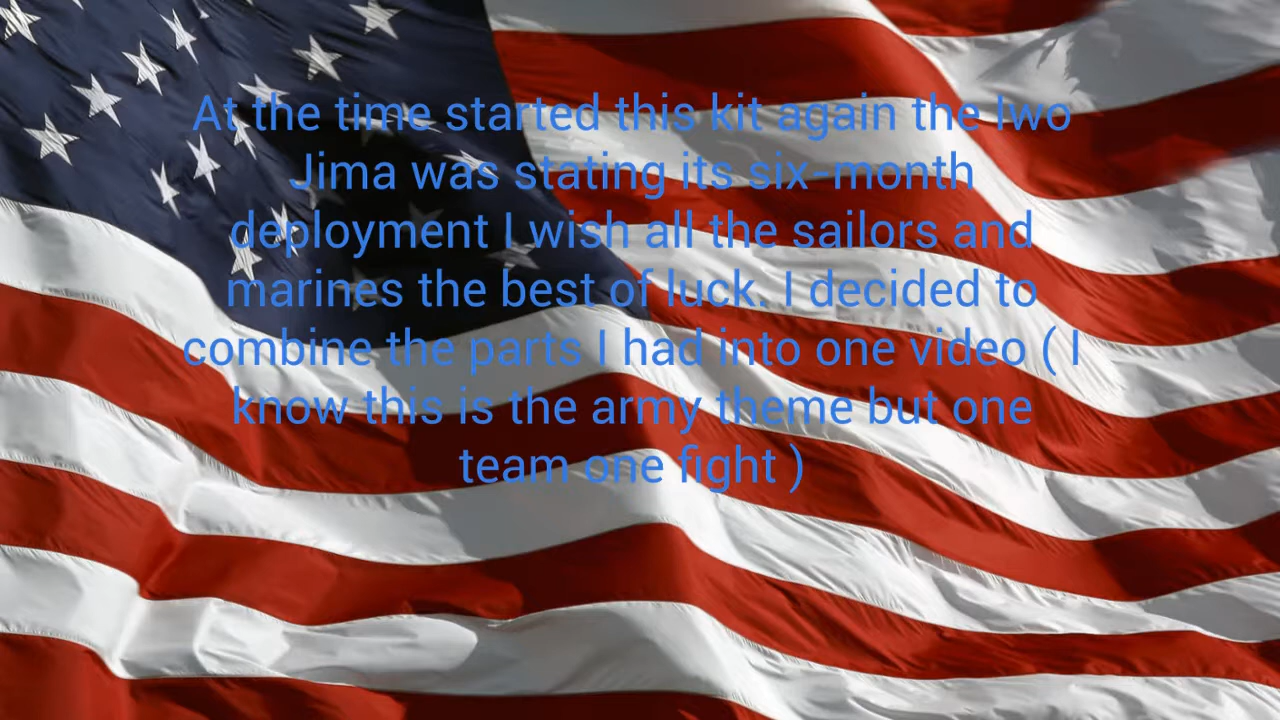 At the time started this kit again the Iwo
Jima was stating its six-month
deployment I wish all the sailors and
marines the best of luck. I decided to
combine the parts I had into one video ( I
know this is the army theme but one
team one fight )